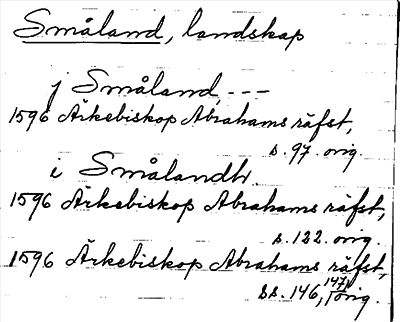 Småland, landskap
j Småland, ---
1596 Ärkebiskop Abrahams räfst,
s. 97. orig.
i Smålandh.
1596 Ärkebiskop Abrahams räfst,
s. 122. orig.
1596 Ärkebiskop Abrahams räfst,
ss. 146, 147, orig.